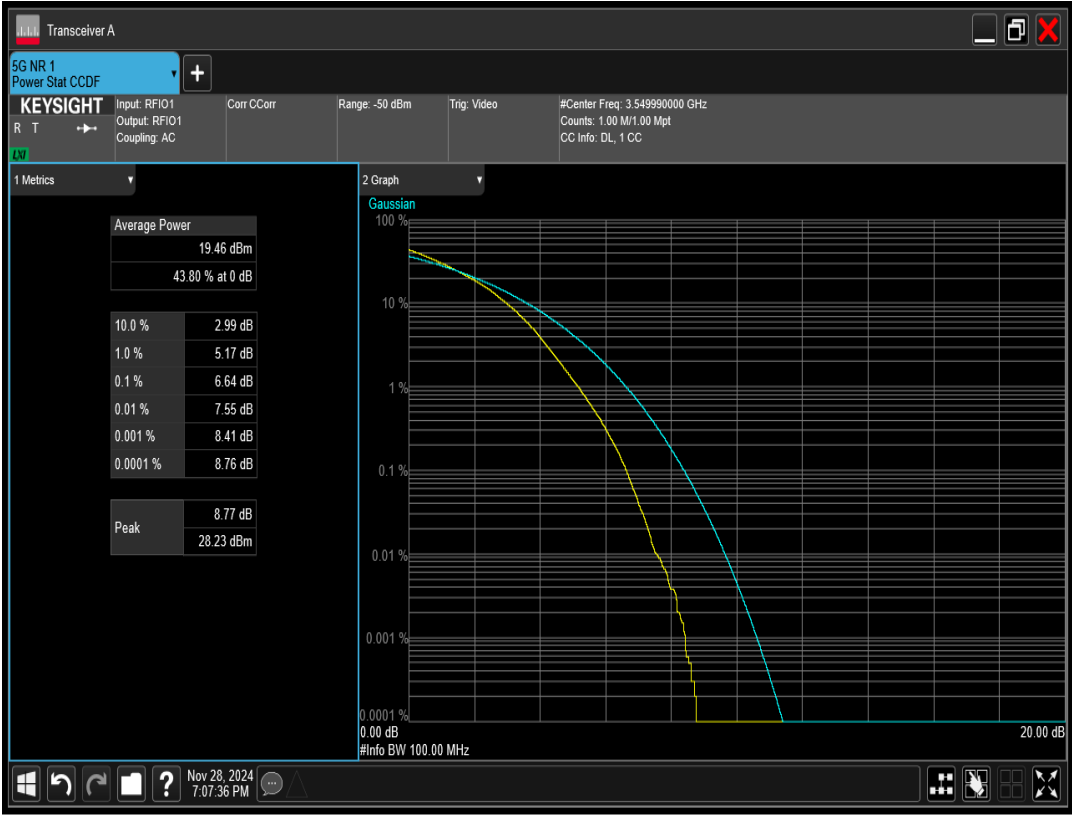 Transceiver A
5G NR 1
Power Stat CCDF
KEYSIGHT
R T
LXI
Input: RFIO1
Output: RFIO1
Coupling: AC
Corr CCorr
Range: -50 dBm
Trig: Video
#Center Freq: 3.549990000 GHz
Counts: 1.00 M/1.00 Mpt
CC Info: DL, 1 CC
1 Metrics
Average Power
19.46 dBm
43.80 % at 0 dB
10.0 % 2.99 dB
1.0 % 5.17 dB
0.1 % 6.64 dB
0.01 % 7.55 dB
0.001 % 8.41 dB
0.0001 % 8.76 dB
Peak
8.77 dB
28.23 dBm
2 Graph
Gaussian
100 %
10 %
1 %
0.1 %
0.01 %
0.001 %
0.0001 %
0.00 dB 20.00 dB
#Info BW 100.00 MHz
?
Nov 28, 2024
7:07:36 PM